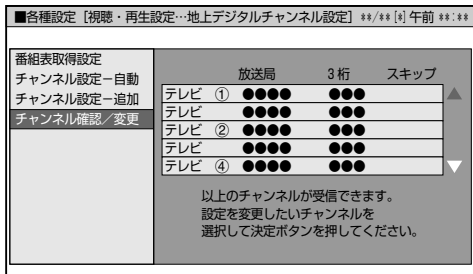 ■各種設定［視聴・再生設定…地上デジタルチャンネル設定］ **/**[*]午前 **:**
番組表取得設定
チャンネル設定－自動
チャンネル設定－追加
チャンネル確認／変更
放送局 3桁 スキップ
テレビ ① ●●●● ●●●
テレビ ●●●● ●●●
テレビ ② ●●●● ●●●
テレビ ●●●● ●●●
テレビ ④ ●●●● ●●●
以上のチャンネルが受信できます。
設定を変更したいチャンネルを
選択して決定ボタンを押してください。